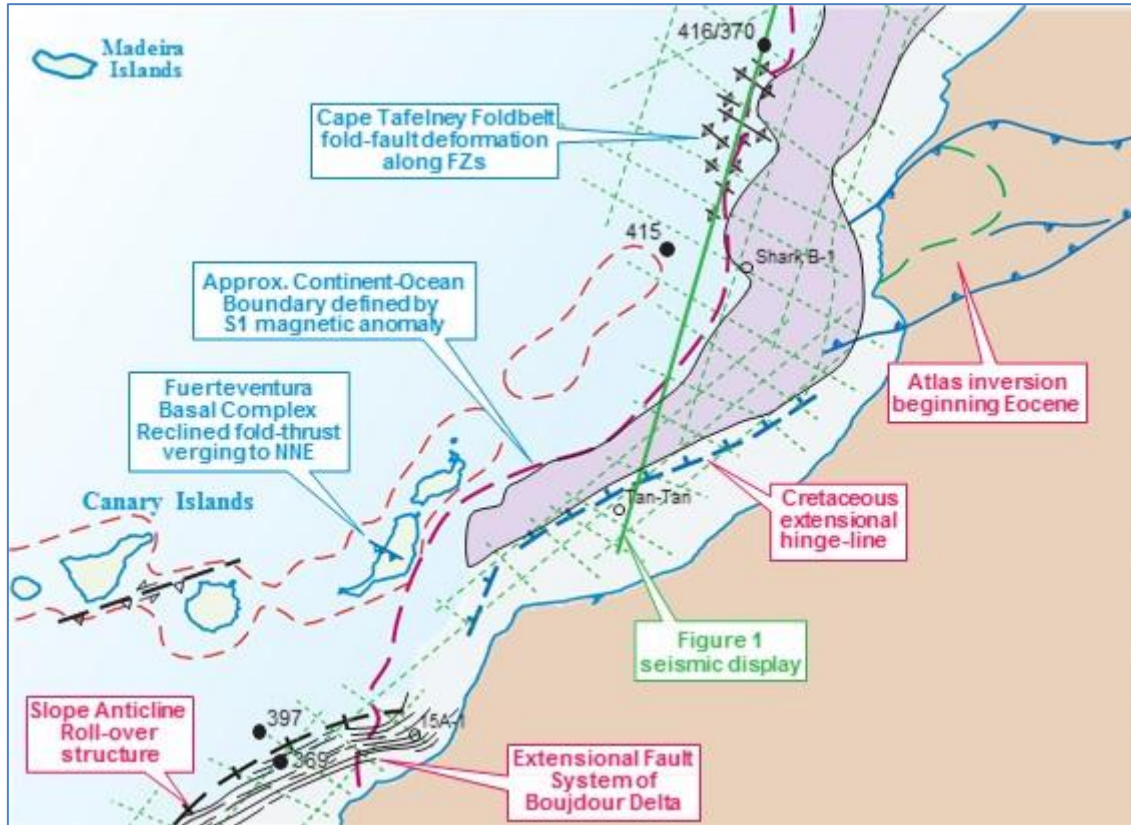 Madeira
Islands
416/370
Cape Tafelney Foldbelt
fold-fault deformation
along FZs
415
Shark B-1
Approx. Continent-Ocean
Boundary defined by
S1 magnetic anomaly
Atlas inversion
beginning Eocene
Fuerteventura
Basal Complex
Reclined fold-thrust
verging to NNE
Canary Islands
Tan-Tan
Cretaceous
extensional
hinge-line
Figure 1
seismic display
Slope Anticline
Roll-over
structure
397
369
15A-1
Extensional Fault
System of
Boujdour Delta